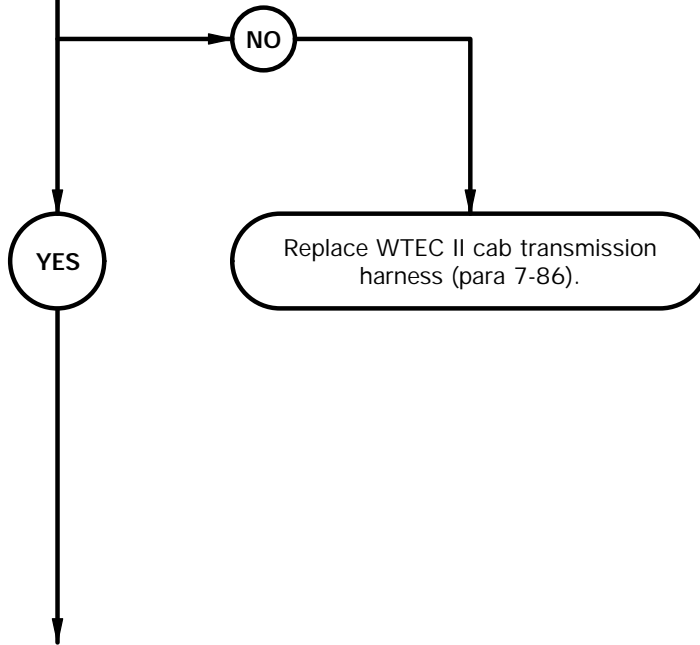 NO
YES
Replace WTEC II cab transmission
harness (para 7-86).